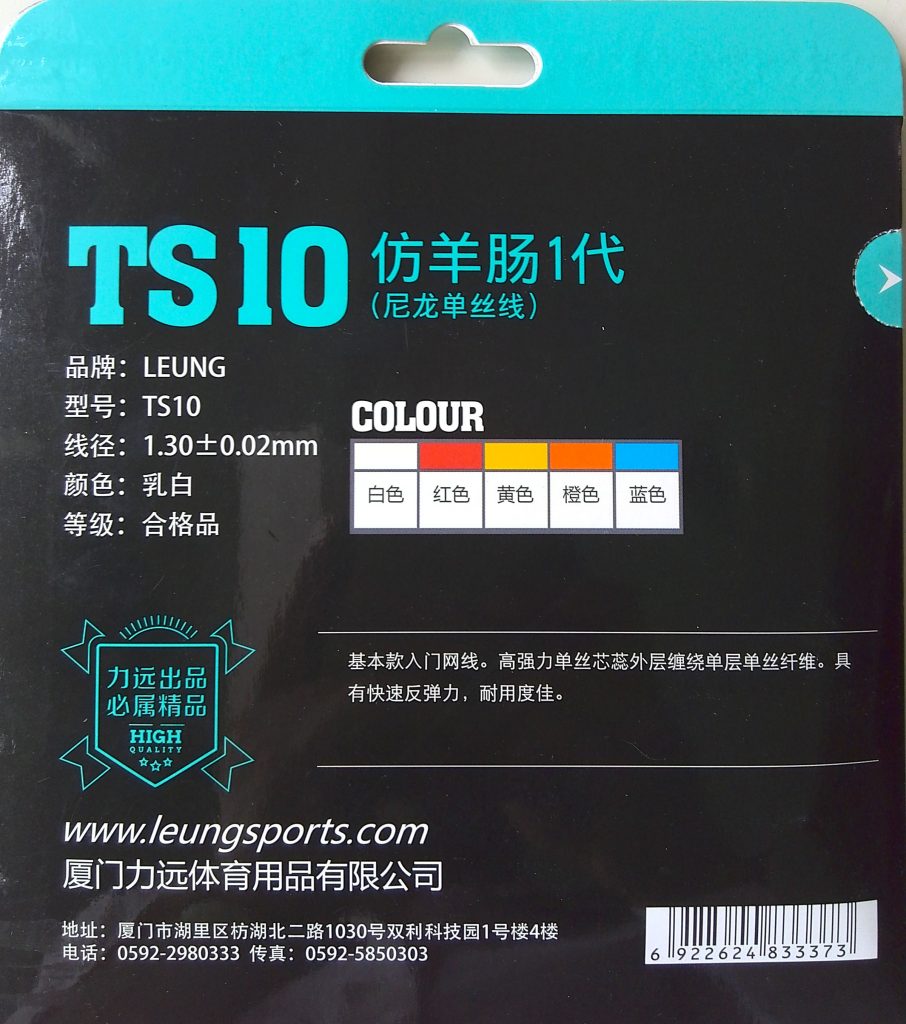 TS10 仿羊肠1代
（尼龙单丝线）
品牌：LEUNG
型号：TS10
线径：1.30±0.02mm
颜色：乳白
等级：合格品
COLOUR
白色 红色 黄色 橙色 蓝色
基本款入门网线。高强力单丝芯蕊外层缠绕单层单丝纤维。具
有快速反弹力，耐用度佳。
力远出品
必属精品
HIGH
QUALITY
www.leungsports.com
厦门力远体育用品有限公司
地址：厦门市湖里区枋湖北二路1030号双利科技园1号楼4楼
电话：0592-2980333 传真：0592-5850303
6 922624 833373